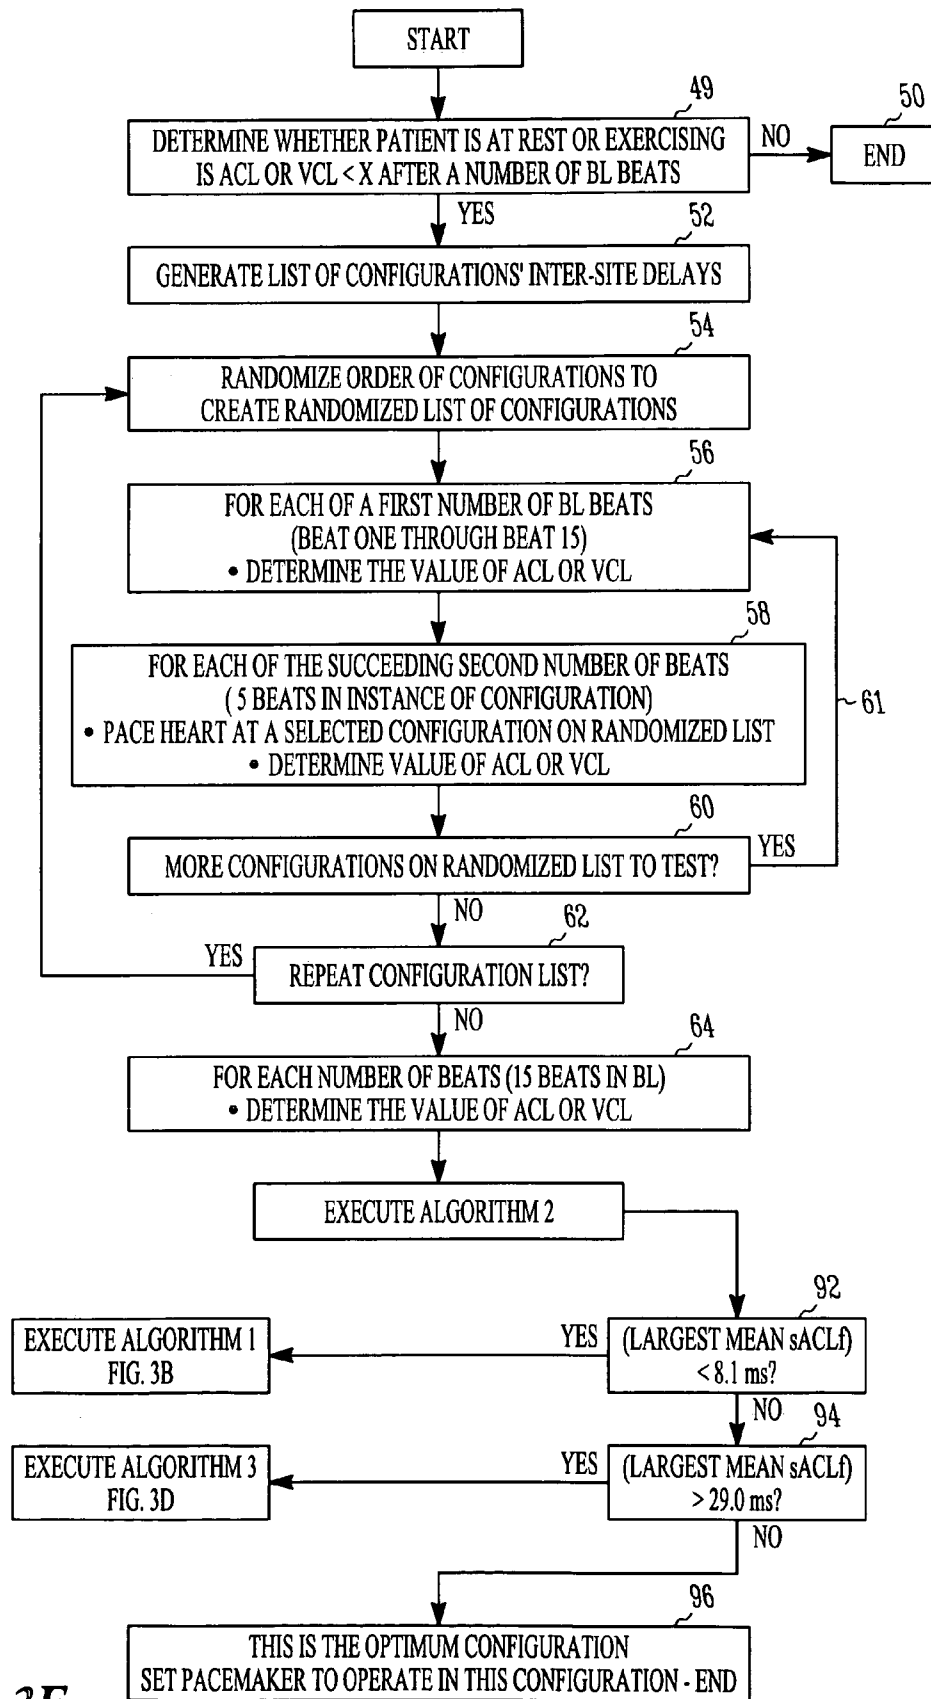 START
49
DETERMINE WHETHER PATIENT IS AT REST OR EXERCISING
IS ACL OR VCL < X AFTER A NUMBER OF BL BEATS
NO
50
END
YES
52
GENERATE LIST OF CONFIGURATIONS' INTER-SITE DELAYS
54
RANDOMIZE ORDER OF CONFIGURATIONS TO
CREATE RANDOMIZED LIST OF CONFIGURATIONS
56
FOR EACH OF A FIRST NUMBER OF BL BEATS
(BEAT ONE THROUGH BEAT 15)
• DETERMINE THE VALUE OF ACL OR VCL
58
FOR EACH OF THE SUCCEEDING SECOND NUMBER OF BEATS
( 5 BEATS IN INSTANCE OF CONFIGURATION)
• PACE HEART AT A SELECTED CONFIGURATION ON RANDOMIZED LIST
• DETERMINE VALUE OF ACL OR VCL
61
60
MORE CONFIGURATIONS ON RANDOMIZED LIST TO TEST?
YES
NO
62
YES
REPEAT CONFIGURATION LIST?
NO
64
FOR EACH NUMBER OF BEATS (15 BEATS IN BL)
• DETERMINE THE VALUE OF ACL OR VCL
EXECUTE ALGORITHM 2
92
EXECUTE ALGORITHM 1
FIG. 3B
YES
(LARGEST MEAN sACLf)
< 8.1 ms?
NO
94
EXECUTE ALGORITHM 3
FIG. 3D
YES
(LARGEST MEAN sACLf)
> 29.0 ms?
NO
96
THIS IS THE OPTIMUM CONFIGURATION
SET PACEMAKER TO OPERATE IN THIS CONFIGURATION - END